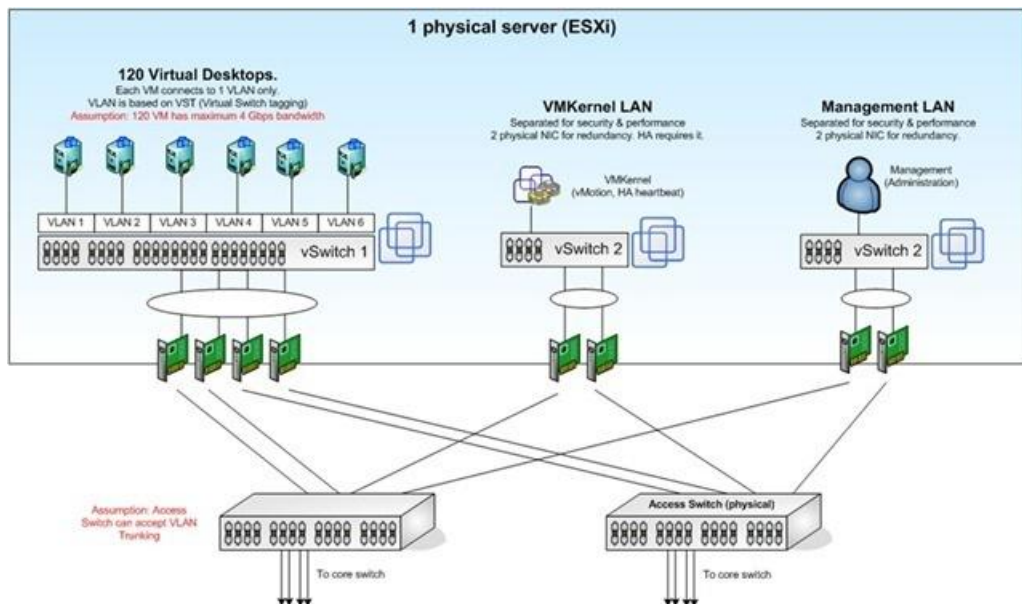 1 physical server (ESXi)
120 Virtual Desktops.
Each VM connects to 1 VLAN only.
VLAN is based on VST (Virtual Switch tagging)
Assumption: 120 VM has maximum 4 Gbps bandwidth
VMKernel LAN
Separated for security & performance
2 physical NIC for redundancy. HA requires it.
Management LAN
Separated for security & performance
2 physical NIC for redundancy.
VMKernel
(vMotion, HA heartbeat)
Management
(Administration)
VLAN 1 VLAN 2 VLAN 3 VLAN 4 VLAN 5 VLAN 6
vSwitch 1
vSwitch 2
vSwitch 2
Assumption: Access
Switch can accept VLAN
Trunking
Access Switch (physical)
To core switch
To core switch